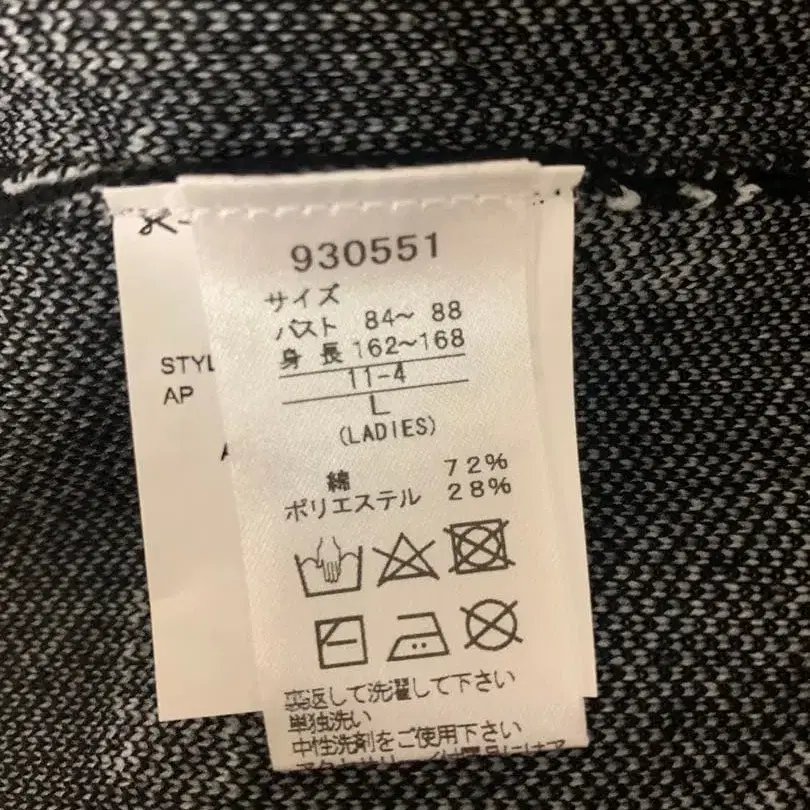 930551
サイズ
バスト 84～ 88
身 長 162～168
11-4
L
(LADIES)
綿 72%
ポリエステル 28%
裏返して洗濯して下さい
単独洗い
中性洗剤をご使用下さい
STYL
AP